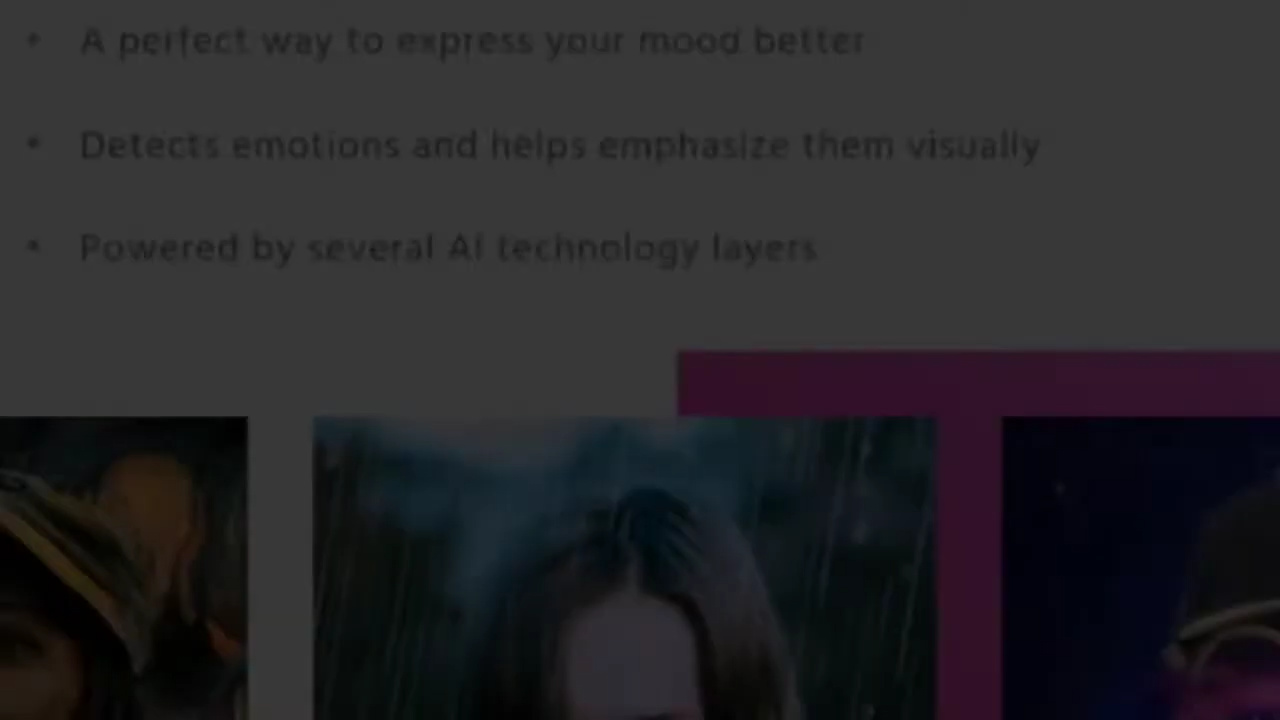 • A perfect way to express your mood better
• Detects emotions and helps emphasize them visually
• Powered by several AI technology layers